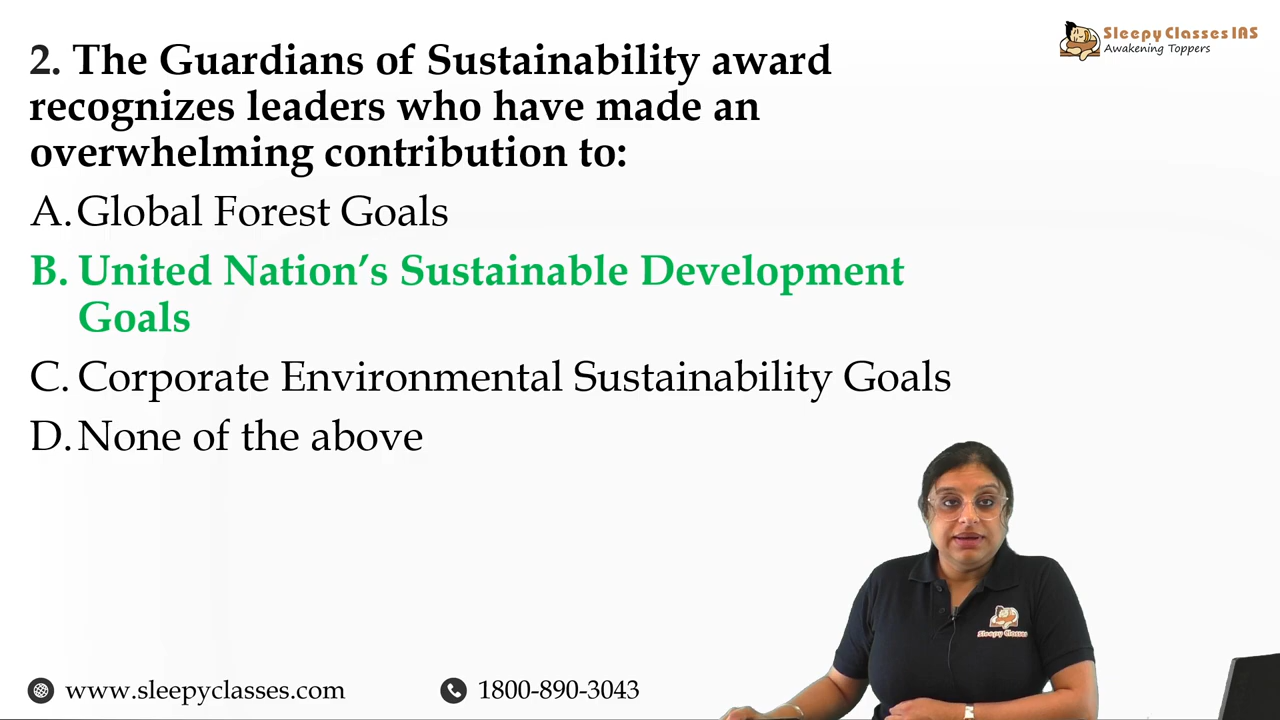 Sleepy Classes IAS
Awakening Toppers
2. The Guardians of Sustainability award
recognizes leaders who have made an
overwhelming contribution to:
A. Global Forest Goals
B. United Nation’s Sustainable Development
Goals
C. Corporate Environmental Sustainability Goals
D. None of the above
Sleepy Classes
www.sleepyclasses.com
1800-890-3043